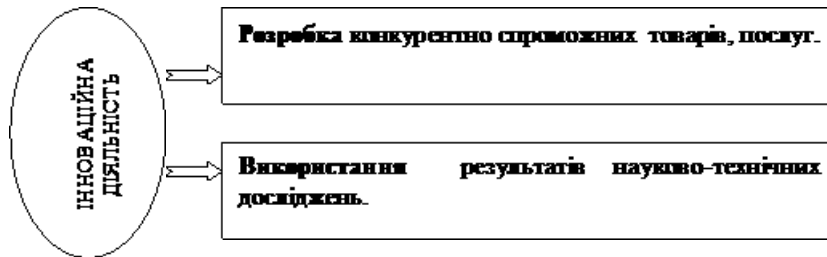 ІННОВАЦІЙНА
ДІЯЛЬНІСТЬ
Розробка конкурентно спроможних товарів, послуг.
Використання результатів науково-технічних
досліджень.